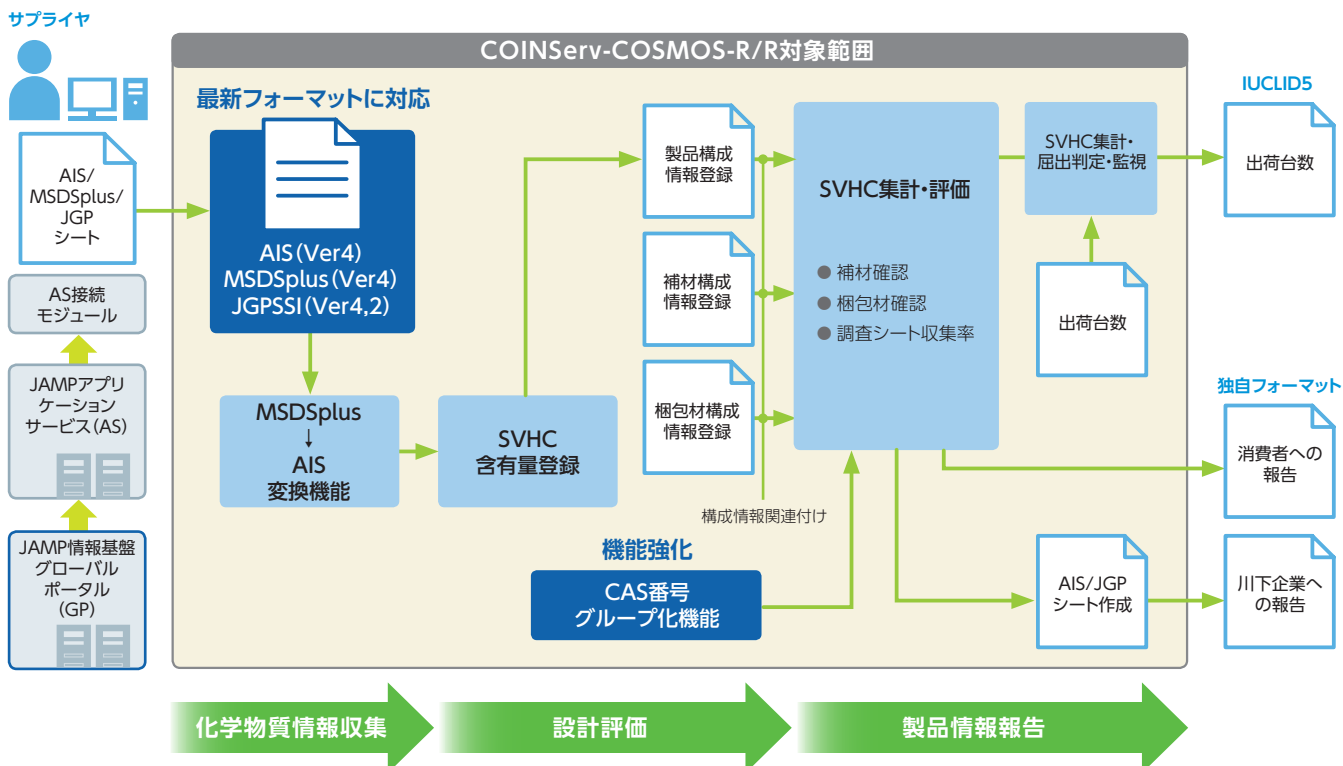 サプライヤ
AIS/
MSDSplus/
JGP
シート
AS接続
モジュール
JAMPアプリ
ケーション
サービス(AS)
JAMP情報基盤
グローバル
ポータル
(GP)
COINServ-COSMOS-R/R対象範囲
最新フォーマットに対応
AIS(Ver4)
MSDSplus(Ver4)
JGPSSI(Ver4,2)
MSDSplus
↓
AIS
変換機能
SVHC
含有量登録
製品構成
情報登録
補材構成
情報登録
梱包材構成
情報登録
構成情報関連付け
機能強化
CAS番号
グループ化機能
SVHC集計・評価
● 補材確認
● 梱包材確認
● 調査シート収集率
SVHC集計・
届出判定・監視
出荷台数
AIS/JGP
シート作成
IUCLID5
出荷台数
独自フォーマット
消費者への
報告
川下企業へ
の報告
化学物質情報収集
設計評価
製品情報報告